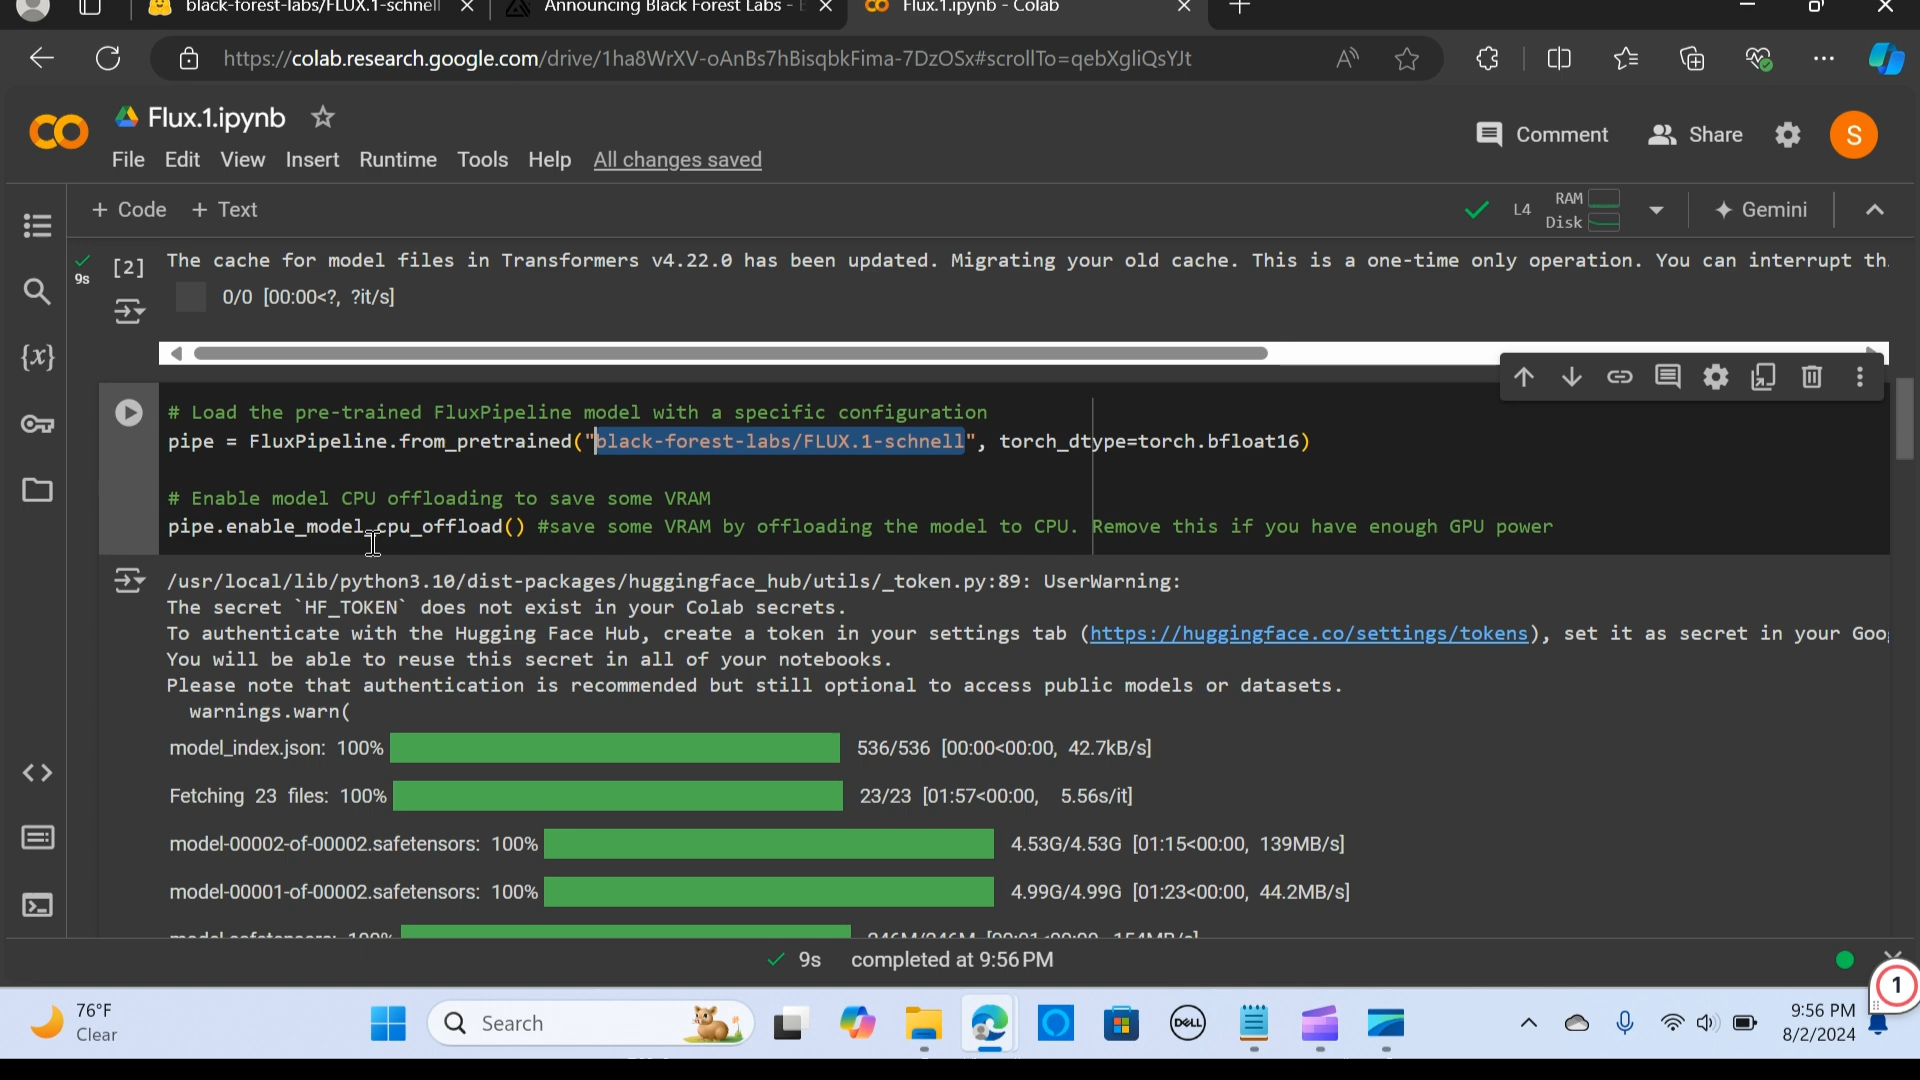 black-forest-labs/FLUX.1-schnell
Announcing Black Forest Labs -
Flux.1.ipynb - Colab
https://colab.research.google.com/drive/1ha8WrXV-oAnBs7hBisqbkFima-7DzOSx#scrollTo=qebXgliQsYJt
CO
Flux.1.ipynb
Comment
Share
S
File Edit View Insert Runtime Tools Help All changes saved
+ Code + Text
L4
RAM
Disk
Gemini
9s
[2]
The cache for model files in Transformers v4.22.0 has been updated. Migrating your old cache. This is a one-time only operation. You can interrupt
0/0 [00:00<?, ?it/s]
{x}
# Load the pre-trained FluxPipeline model with a specific configuration
pipe = FluxPipeline.from_pretrained("black-forest-labs/FLUX.1-schnell", torch_dtype=torch.bfloat16)
# Enable model CPU offloading to save some VRAM
pipe.enable_model_cpu_offload() #save some VRAM by offloading the model to CPU. Remove this if you have enough GPU power
/usr/local/lib/python3.10/dist-packages/huggingface_hub/utils/_token.py:89: UserWarning:
The secret `HF_TOKEN` does not exist in your Colab secrets.
To authenticate with the Hugging Face Hub, create a token in your settings tab (https://huggingface.co/settings/tokens), set it as secret in your Goo
You will be able to reuse this secret in all of your notebooks.
Please note that authentication is recommended but still optional to access public models or datasets.
warnings.warn(
model_index.json: 100% 536/536 [00:00<00:00, 42.7kB/s]
Fetching 23 files: 100% 23/23 [01:57<00:00, 5.56s/it]
model-00002-of-00002.safetensors: 100% 4.53G/4.53G [01:15<00:00, 139MB/s]
model-00001-of-00002.safetensors: 100% 4.99G/4.99G [01:23<00:00, 44.2MB/s]
model.safetensors: 100% 246M/246M [00:01<00:00, 154MB/s]
9s completed at 9:56 PM
1
76°F
Clear
Search
DELL
9:56 PM
8/2/2024